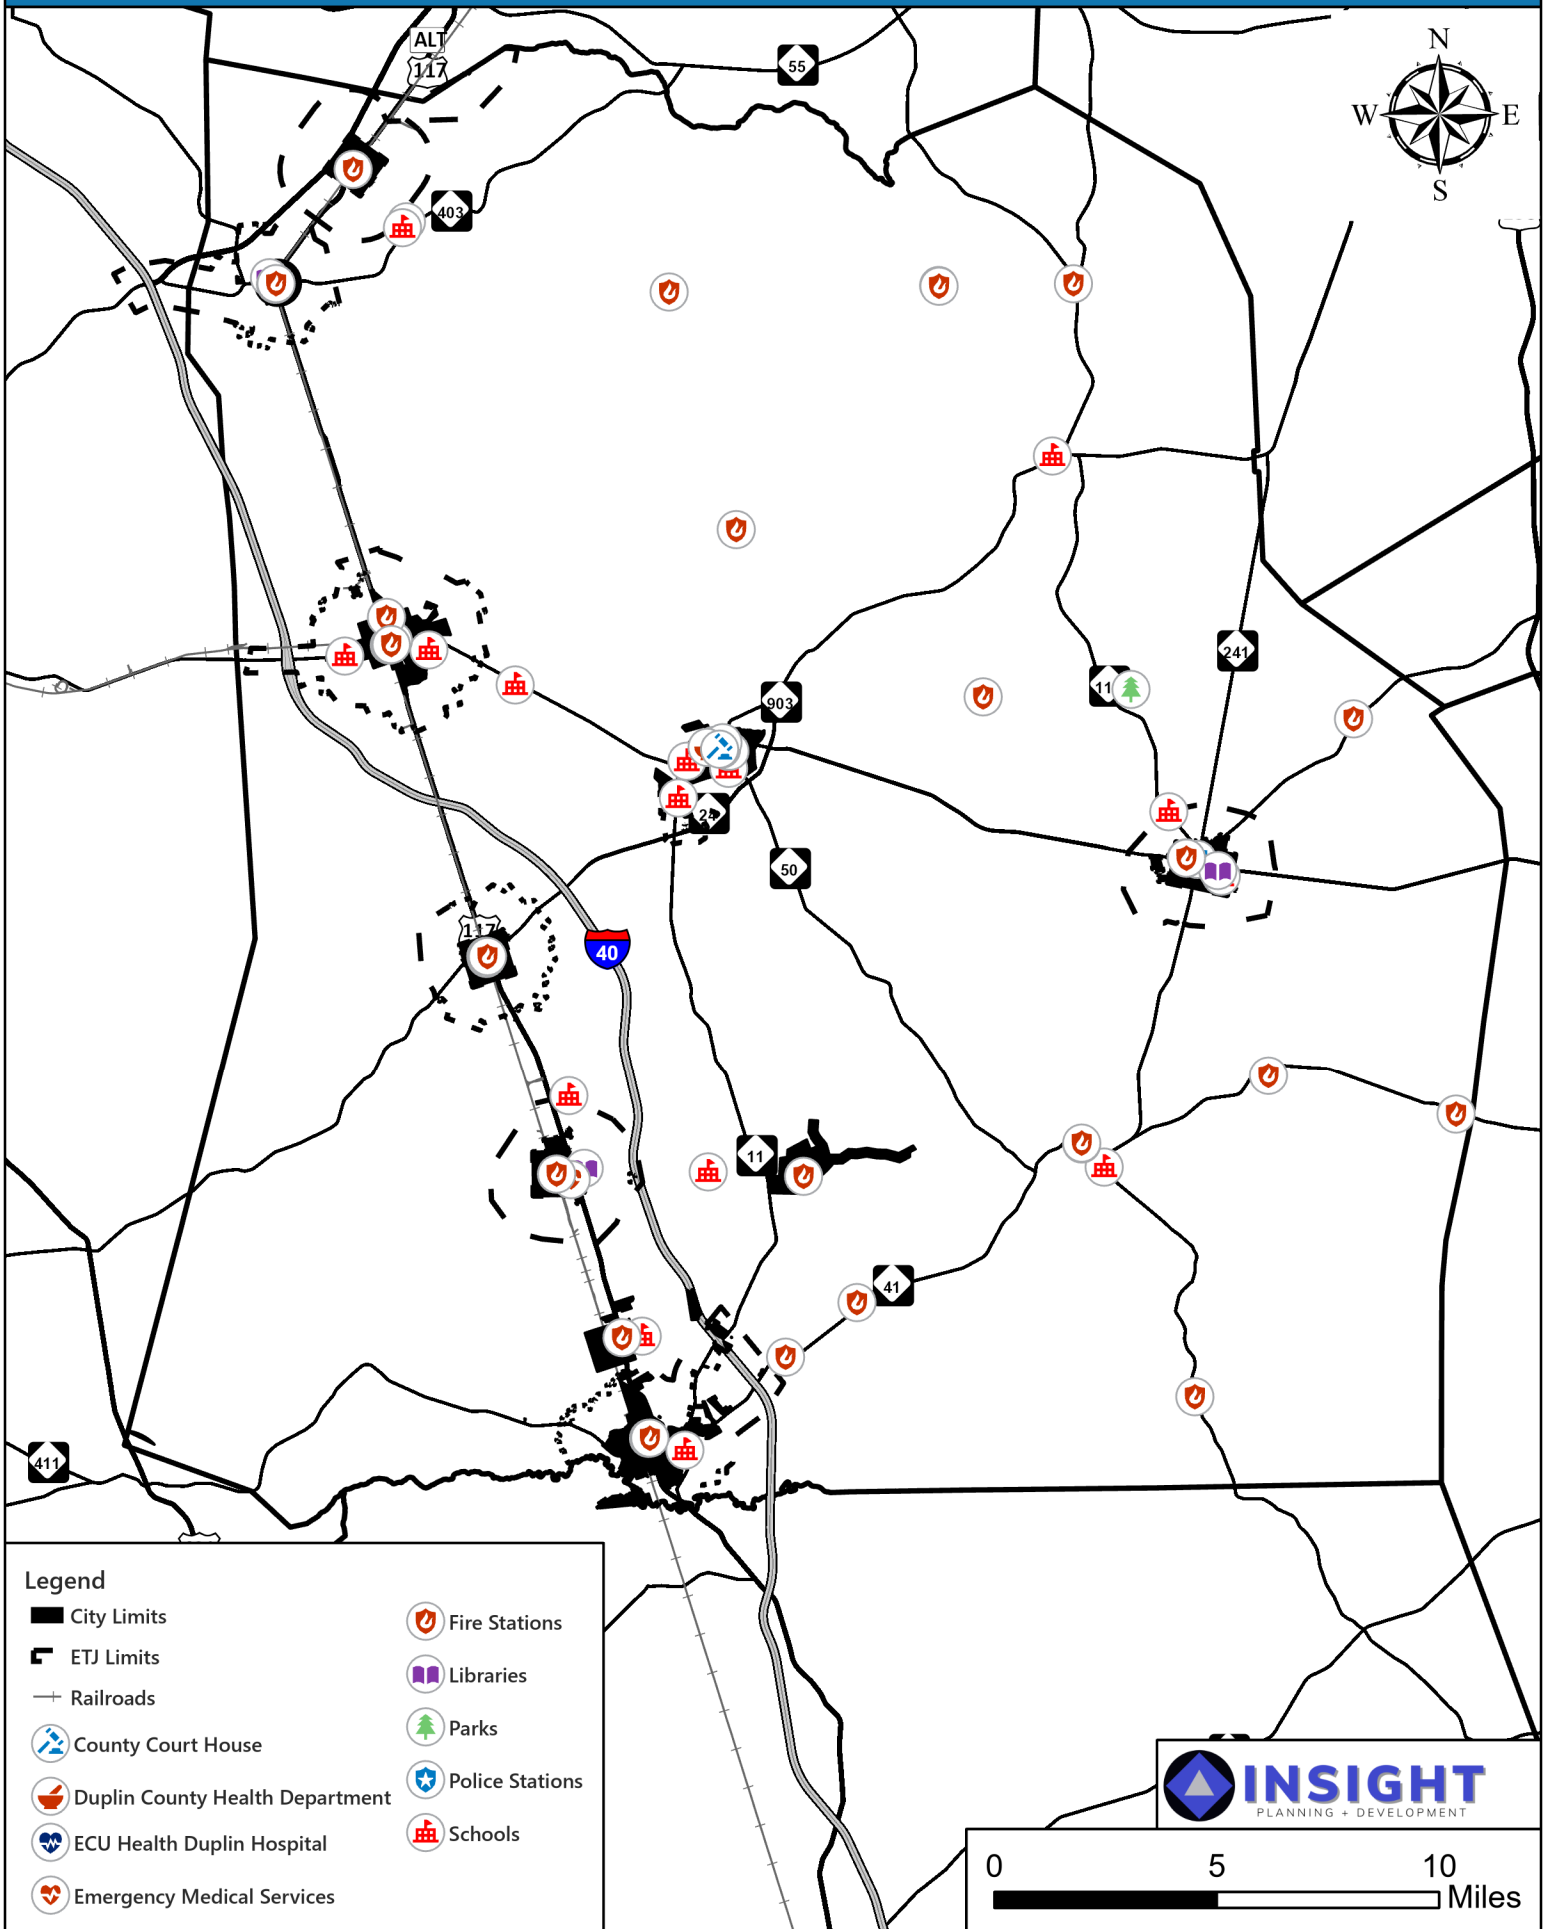 ALT
117
55
N
W E
S
403
241
11
903
24
50
117
40
11
41
411
Legend
City Limits
ETJ Limits
Railroads
County Court House
Duplin County Health Department
ECU Health Duplin Hospital
Emergency Medical Services
Fire Stations
Libraries
Parks
Police Stations
Schools
INSIGHT
PLANNING + DEVELOPMENT
0 5 10
Miles